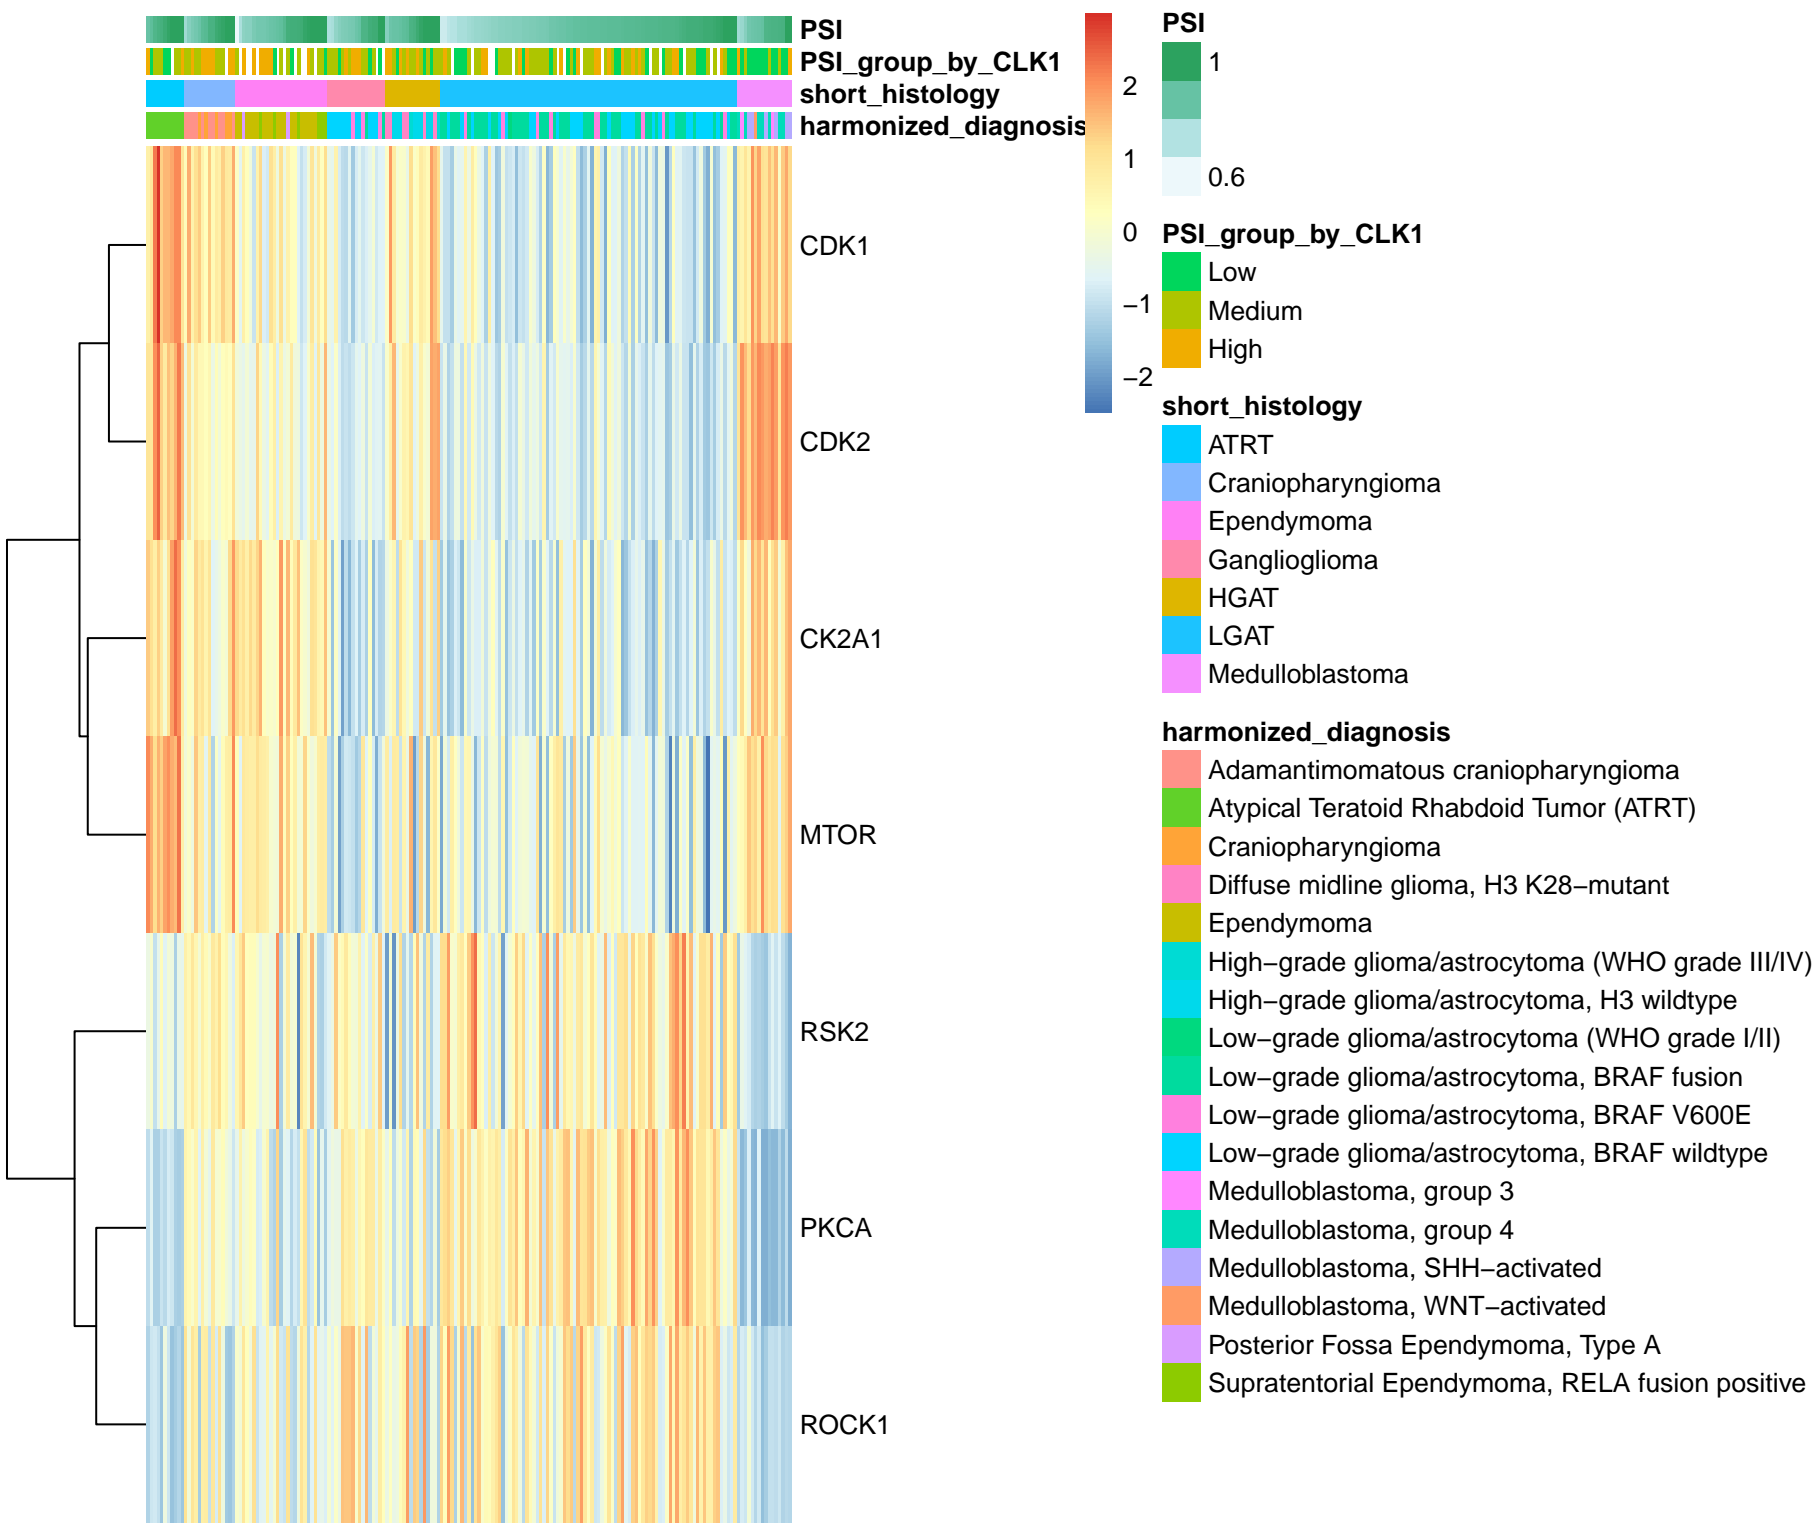 PSI
PSI_group_by_CLK1
short_histology
harmonized_diagnosis
CDK1
CDK2
CK2A1
MTOR
RSK2
PKCA
ROCK1
2
1
0
−1
−2
PSI
1
0.6
PSI_group_by_CLK1
Low
Medium
High
short_histology
ATRT
Craniopharyngioma
Ependymoma
Ganglioglioma
HGAT
LGAT
Medulloblastoma
harmonized_diagnosis
Adamantimomatous craniopharyngioma
Atypical Teratoid Rhabdoid Tumor (ATRT)
Craniopharyngioma
Diffuse midline glioma, H3 K28−mutant
Ependymoma
High−grade glioma/astrocytoma (WHO grade III/IV)
High−grade glioma/astrocytoma, H3 wildtype
Low−grade glioma/astrocytoma (WHO grade I/II)
Low−grade glioma/astrocytoma, BRAF fusion
Low−grade glioma/astrocytoma, BRAF V600E
Low−grade glioma/astrocytoma, BRAF wildtype
Medulloblastoma, group 3
Medulloblastoma, group 4
Medulloblastoma, SHH−activated
Medulloblastoma, WNT−activated
Posterior Fossa Ependymoma, Type A
Supratentorial Ependymoma, RELA fusion positive